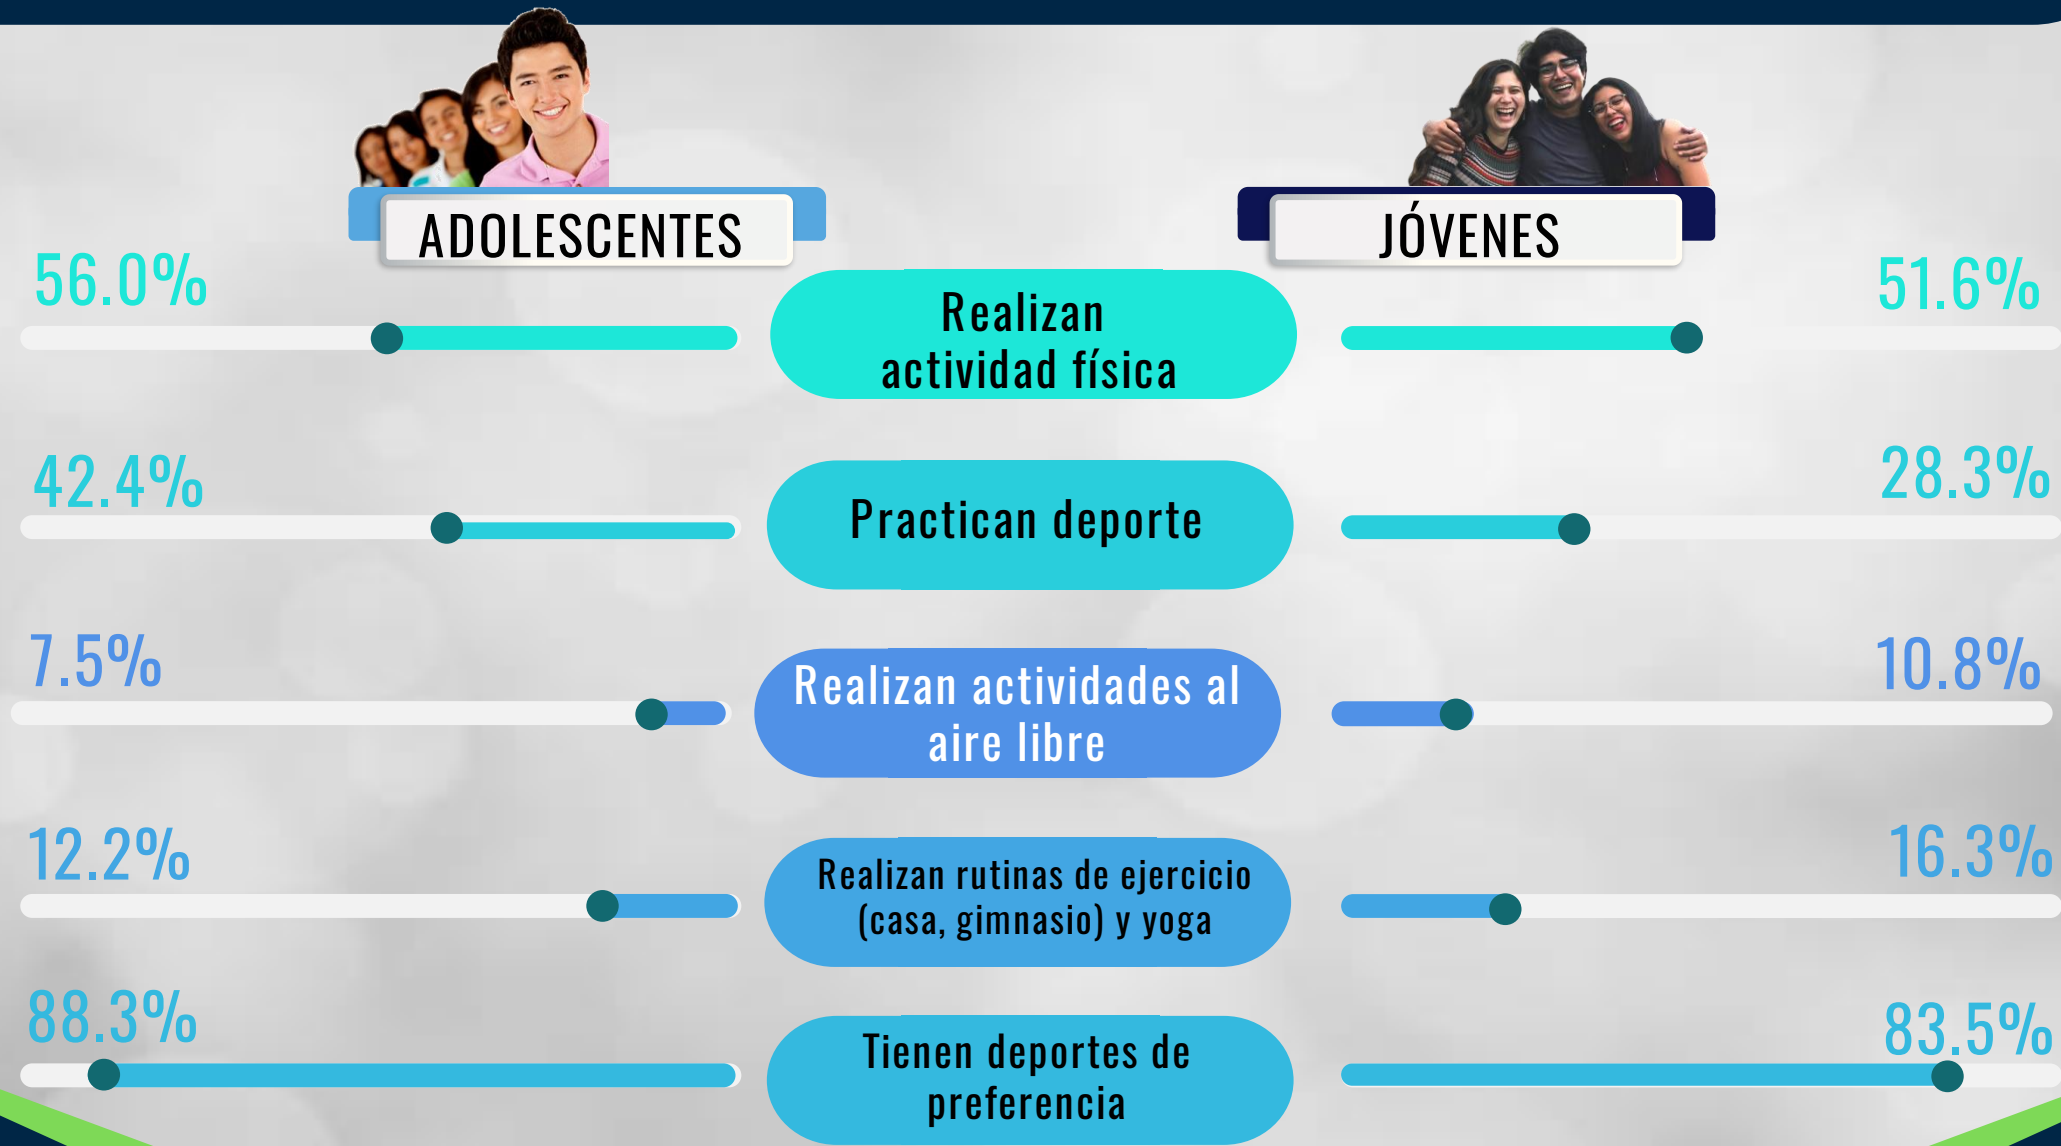 ADOLESCENTES
JÓVENES
56.0%
Realizan
actividad física
51.6%
42.4%
Practican deporte
28.3%
7.5%
Realizan actividades al
aire libre
10.8%
12.2%
Realizan rutinas de ejercicio
(casa, gimnasio) y yoga
16.3%
88.3%
Tienen deportes de
preferencia
83.5%